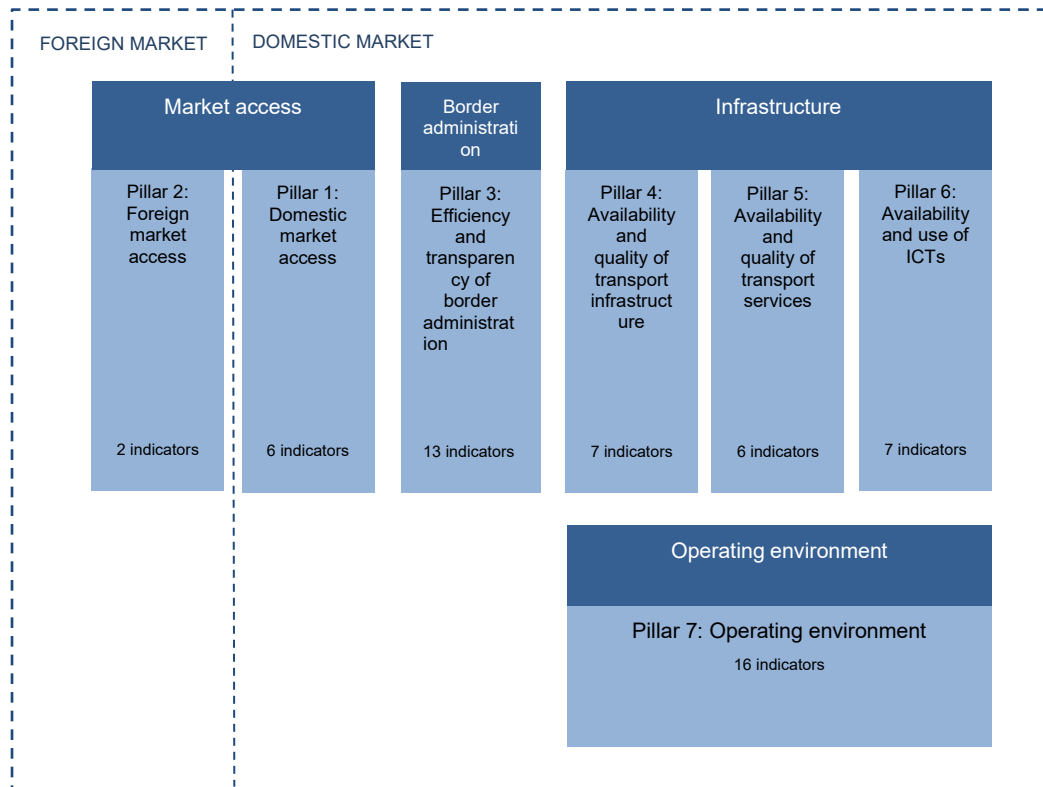 FOREIGN MARKET
DOMESTIC MARKET
Market access
Border
administrati
on
Infrastructure
Pillar 2:
Foreign
market
access
2 indicators
Pillar 1:
Domestic
market
access
6 indicators
Pillar 3:
Efficiency
and
transparen
cy of
border
administrat
ion
13 indicators
Pillar 4:
Availability
and
quality of
transport
infrastruct
ure
7 indicators
Pillar 5:
Availability
and
quality of
transport
services
6 indicators
Pillar 6:
Availability
and use of
ICTs
7 indicators
Operating environment
Pillar 7: Operating environment
16 indicators